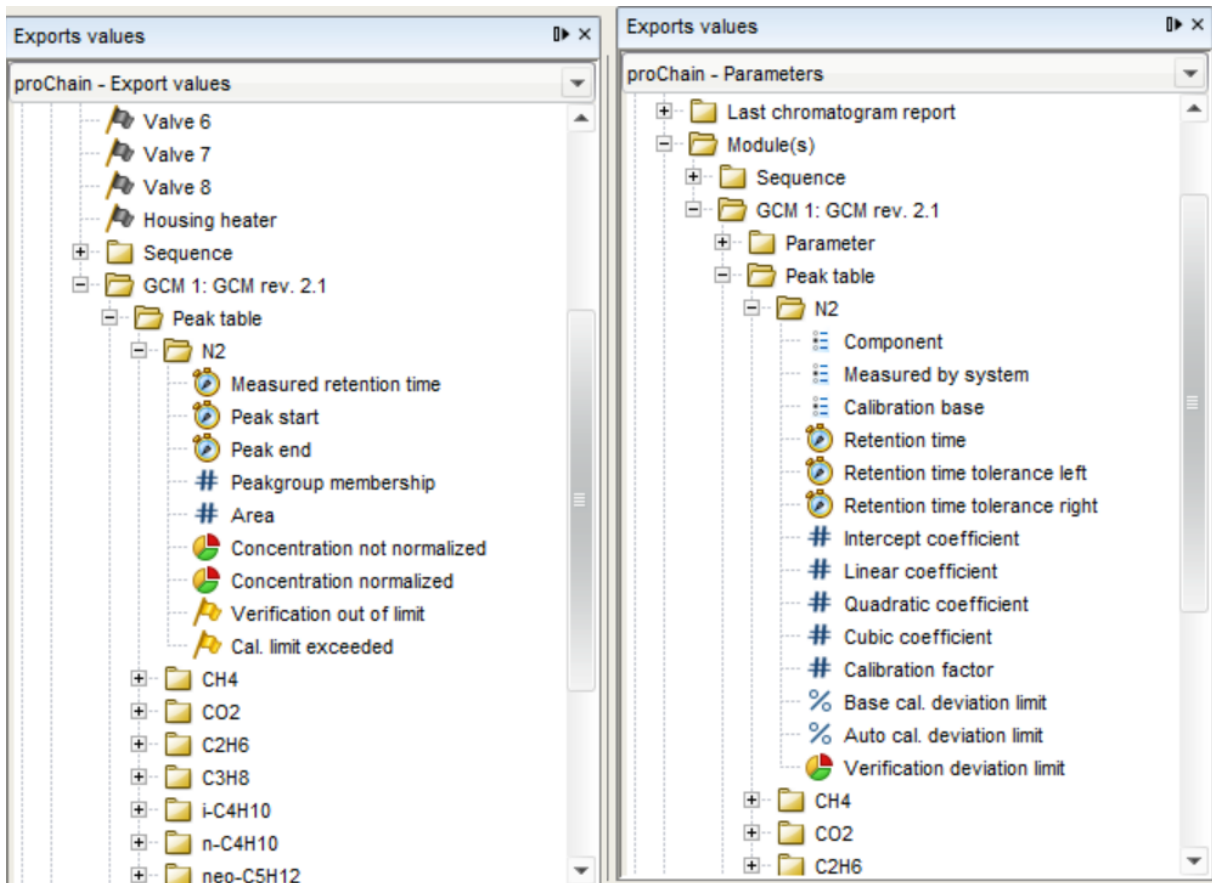 Exports values
proChain - Export values
Valve 6
Valve 7
Valve 8
Housing heater
Sequence
GCM 1: GCM rev. 2.1
Peak table
N2
Measured retention time
Peak start
Peak end
# Peakgroup membership
# Area
Concentration not normalized
Concentration normalized
Verification out of limit
Cal. limit exceeded
CH4
CO2
C2H6
C3H8
i-C4H10
n-C4H10
neo-C5H12
Exports values
proChain - Parameters
Last chromatogram report
Module(s)
Sequence
GCM 1: GCM rev. 2.1
Parameter
Peak table
N2
Component
Measured by system
Calibration base
Retention time
Retention time tolerance left
Retention time tolerance right
# Intercept coefficient
# Linear coefficient
# Quadratic coefficient
# Cubic coefficient
# Calibration factor
% Base cal. deviation limit
% Auto cal. deviation limit
Verification deviation limit
CH4
CO2
C2H6